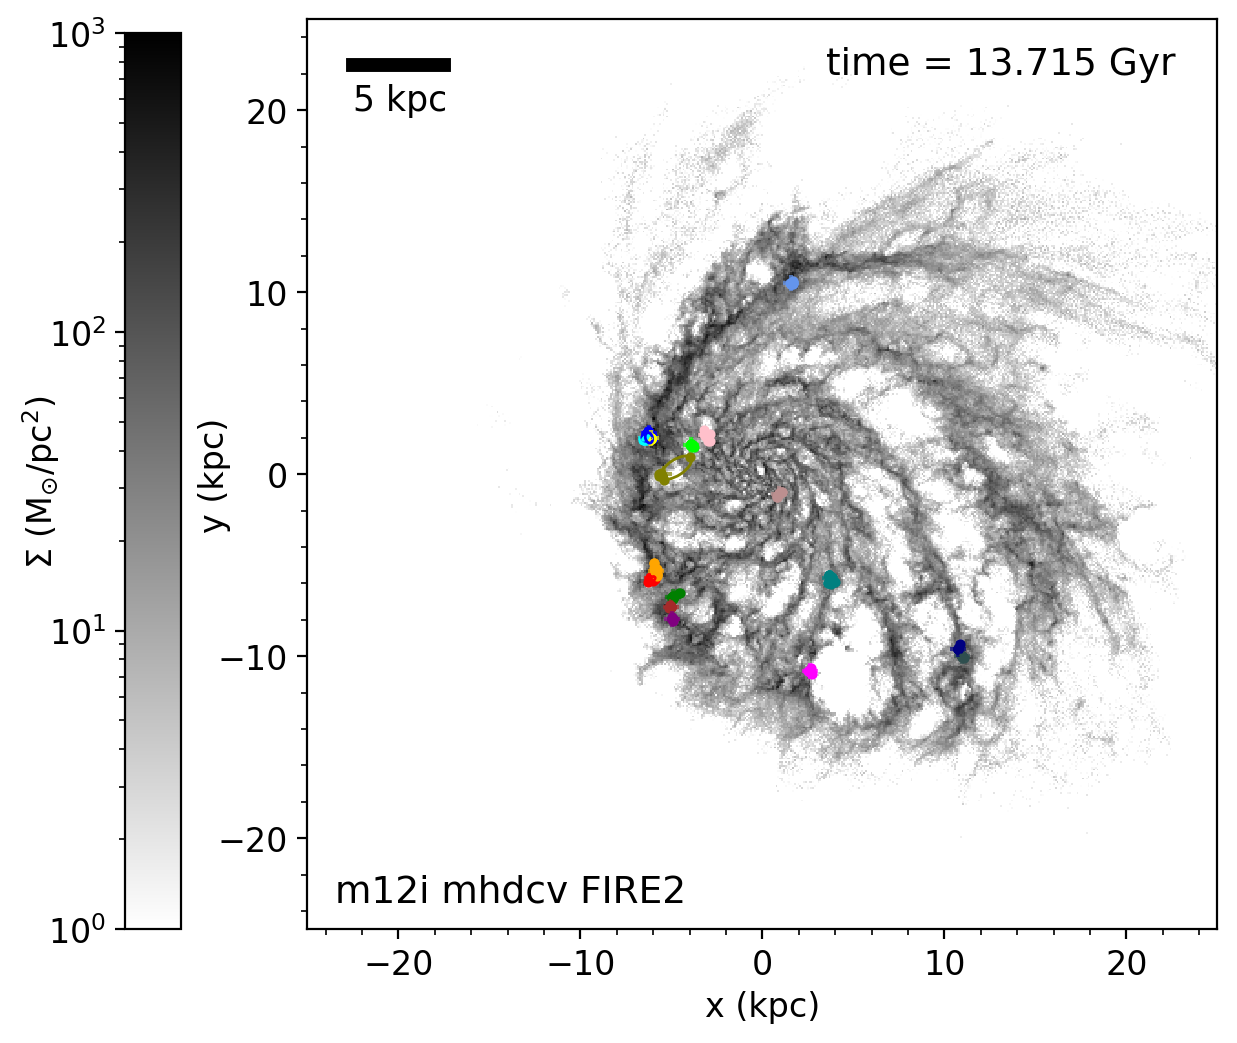 10³
10²
10¹
10⁰
Σ (M⊙/pc²)
20
10
0
−10
−20
y (kpc)
5 kpc
time = 13.715 Gyr
m12i mhdcv FIRE2
−20
−10
0
10
20
x (kpc)